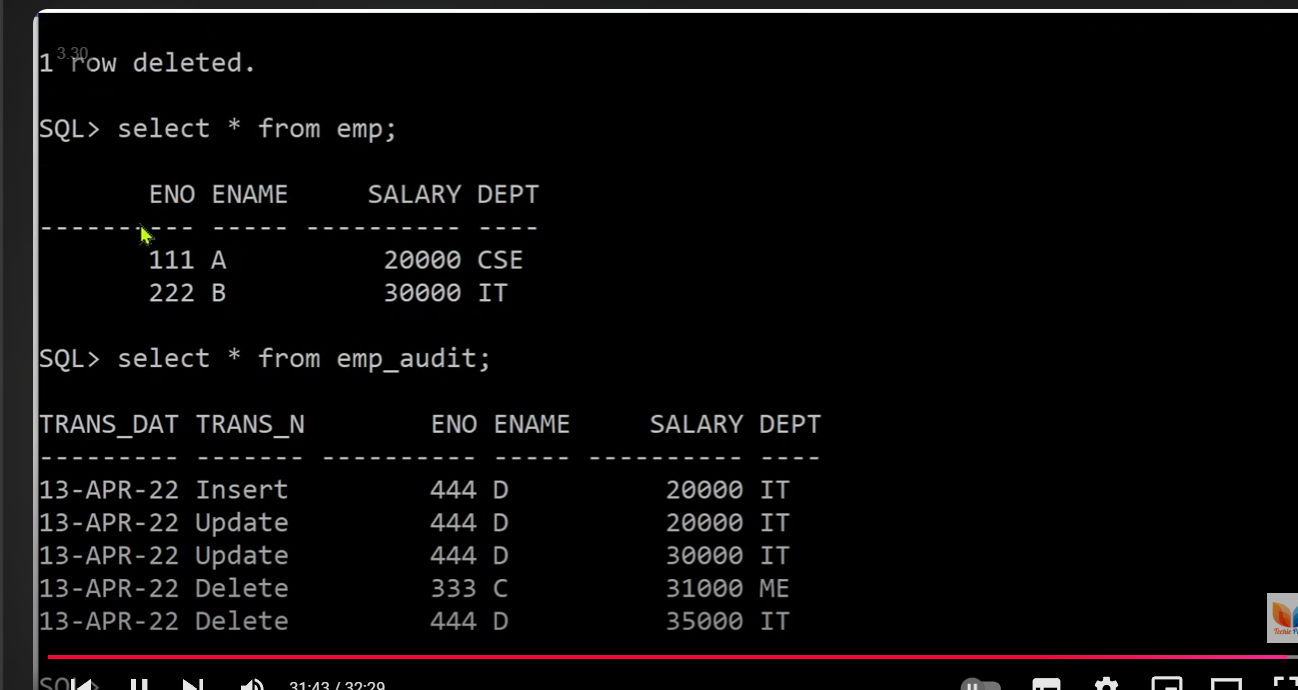 3.30
1 row deleted.
SQL> select * from emp;
ENO ENAME SALARY DEPT
---------- ----- ---------- ----
111 A 20000 CSE
222 B 30000 IT
SQL> select * from emp_audit;
TRANS_DAT TRANS_N ENO ENAME SALARY DEPT
--------- ------- ---------- ----- ---------- ----
13-APR-22 Insert 444 D 20000 IT
13-APR-22 Update 444 D 20000 IT
13-APR-22 Update 444 D 30000 IT
13-APR-22 Delete 333 C 31000 ME
13-APR-22 Delete 444 D 35000 IT
Techie
31:43 / 32:29